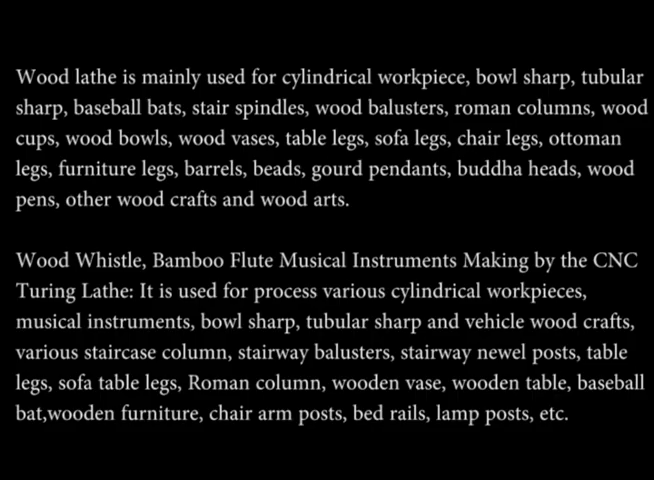 Wood lathe is mainly used for cylindrical workpiece, bowl sharp, tubular
sharp, baseball bats, stair spindles, wood balusters, roman columns, wood
cups, wood bowls, wood vases, table legs, sofa legs, chair legs, ottoman
legs, furniture legs, barrels, beads, gourd pendants, buddha heads, wood
pens, other wood crafts and wood arts.
Wood Whistle, Bamboo Flute Musical Instruments Making by the CNC
Turing Lathe: It is used for process various cylindrical workpieces,
musical instruments, bowl sharp, tubular sharp and vehicle wood crafts,
various staircase column, stairway balusters, stairway newel posts, table
legs, sofa table legs, Roman column, wooden vase, wooden table, baseball
bat,wooden furniture, chair arm posts, bed rails, lamp posts, etc.